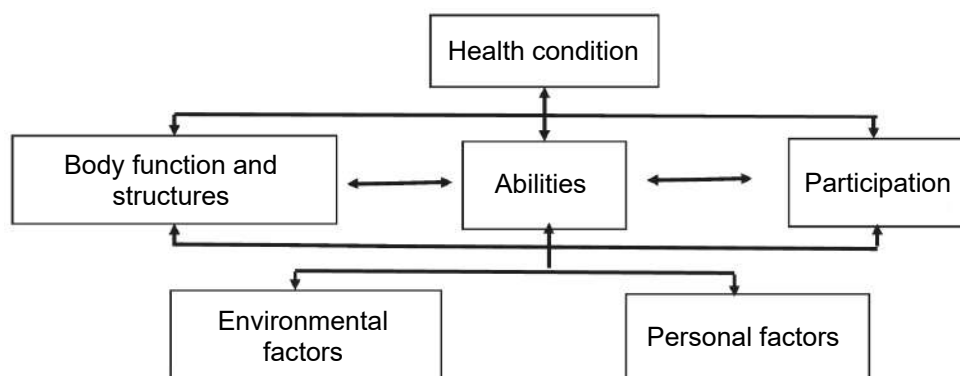 Health condition
Body function and
structures
Abilities
Participation
Environmental
factors
Personal factors